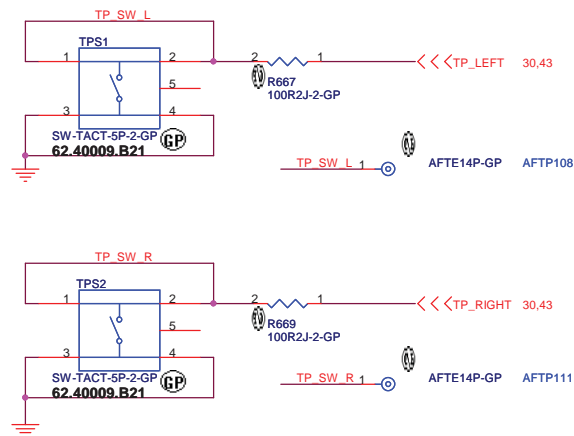 TP_SW_L
TPS1
1 2 2 1
TP_LEFT 30,43
5
R667
100R2J-2-GP
3 4
SW-TACT-5P-2-GP GP
62.40009.B21
TP_SW_L 1 AFTE14P-GP AFTP108
TP_SW_R
TPS2
1 2 2 1
TP_RIGHT 30,43
5
R669
100R2J-2-GP
3 4
SW-TACT-5P-2-GP GP
62.40009.B21
TP_SW_R 1 AFTE14P-GP AFTP111